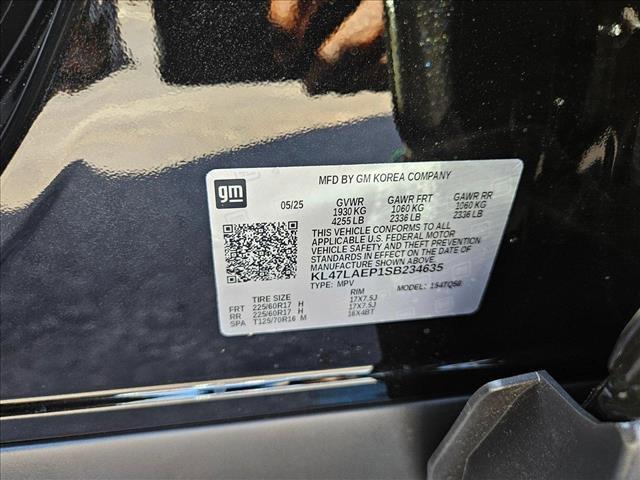 gm
MFD BY GM KOREA COMPANY
05/25 GVWR GAWR FRT GAWR RR
1930 KG 1060 KG 1060 KG
4255 LB 2336 LB 2336 LB
THIS VEHICLE CONFORMS TO ALL
APPLICABLE U.S. FEDERAL MOTOR
VEHICLE SAFETY AND THEFT PREVENTION
STANDARDS IN EFFECT ON THE DATE OF
MANUFACTURE SHOWN ABOVE.
KL47LAEP1SB234635
TYPE: MPV MODEL: 1S4TQ58
TIRE SIZE RIM
FRT 225/60R17 H 17X7.5J
RR 225/60R17 H 17X7.5J
SPA T125/70R16 M 16X4BT